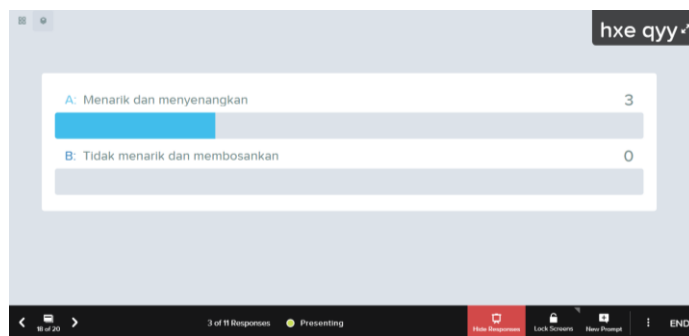 hxe qyy
A: Menarik dan menyenangkan 3
B: Tidak menarik dan membosankan 0
18 of 20 3 of 11 Responses Presenting Hide Responses Lock Screens New Prompt END